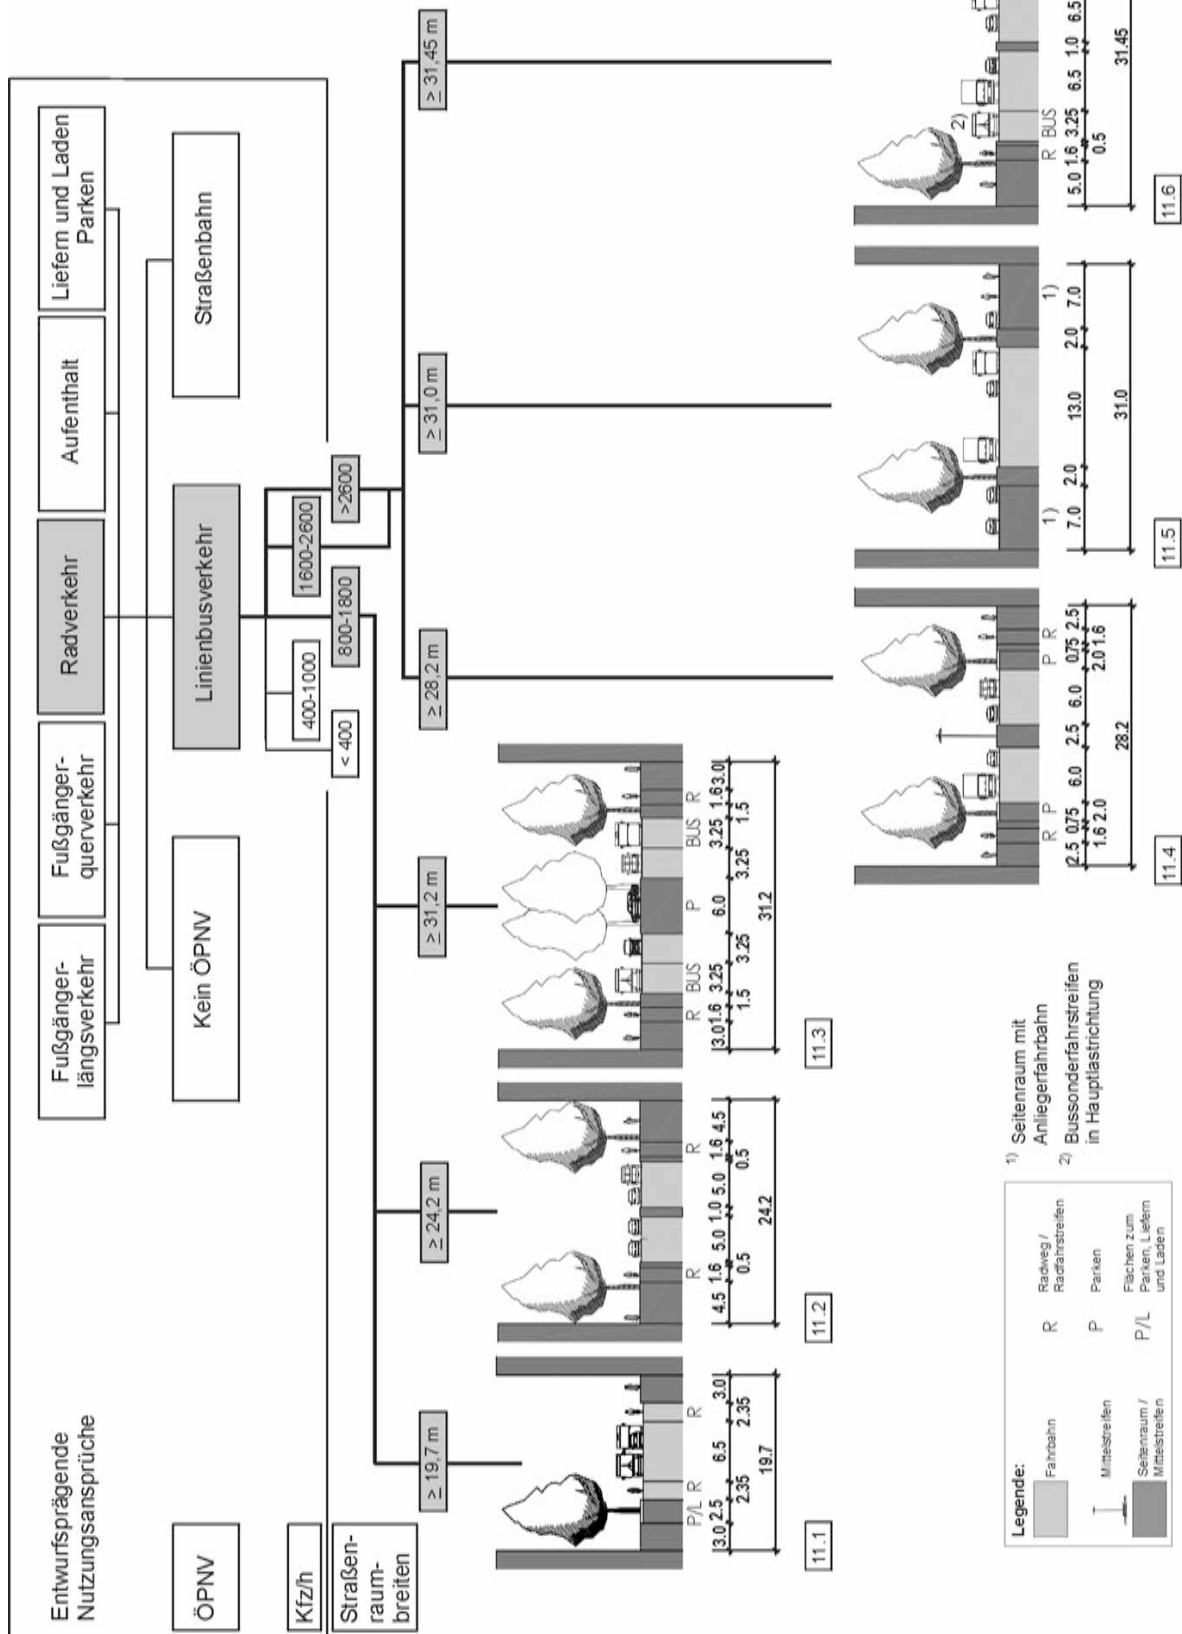 Entwurfsprägende
Nutzungsansprüche
Fußgänger-
längsverkehr
Fußgänger-
querverkehr
Radverkehr
Aufenthalt
Liefern und Laden
Parken
ÖPNV
Kein ÖPNV
Linienbusverkehr
Straßenbahn
Kfz/h
< 400
400-1000
800-1800
1600-2600
>2600
Straßen-
raum-
breiten
≥ 19,7 m
≥ 24,2 m
≥ 31,2 m
≥ 28,2 m
≥ 31,0 m
≥ 31,45 m
P/L R R
3.0 2.5 6.5 3.0
2.35 2.35
19.7
11.1
R R
4.5 1.6 5.0 1.0 5.0 1.6 4.5
0.5 0.5
24.2
11.2
R BUS P BUS R
3.0 1.6 3.25 6.0 3.25 1.6 3.0
1.5 3.25 3.25 1.5
31.2
11.3
R P P R
2.5 0.75 6.0 2.5 6.0 0.75 2.5
1.6 2.0 2.0 1.6
28.2
11.4
1) 1)
7.0 2.0 13.0 2.0 7.0
31.0
11.5
2)
R BUS
5.0 1.6 3.25 6.5 1.0 6.5
0.5
31.45
11.6
Legende:
Fahrbahn
Mittelstreifen
Seitenraum /
Mittelstreifen
R Radweg /
Radfahrstreifen
P Parken
P/L Flächen zum
Parken, Liefern
und Laden
1) Seitenraum mit
Anliegerfahrbahn
2) Bussonderfahrstreifen
in Hauptlastrichtung